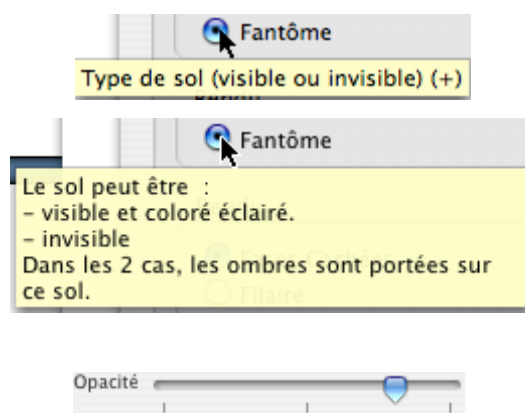 Fantôme
Type de sol (visible ou invisible) (+)
Fantôme
Le sol peut être :
– visible et coloré éclairé.
– invisible
Dans les 2 cas, les ombres sont portées sur
ce sol.
Filaire
Opacité